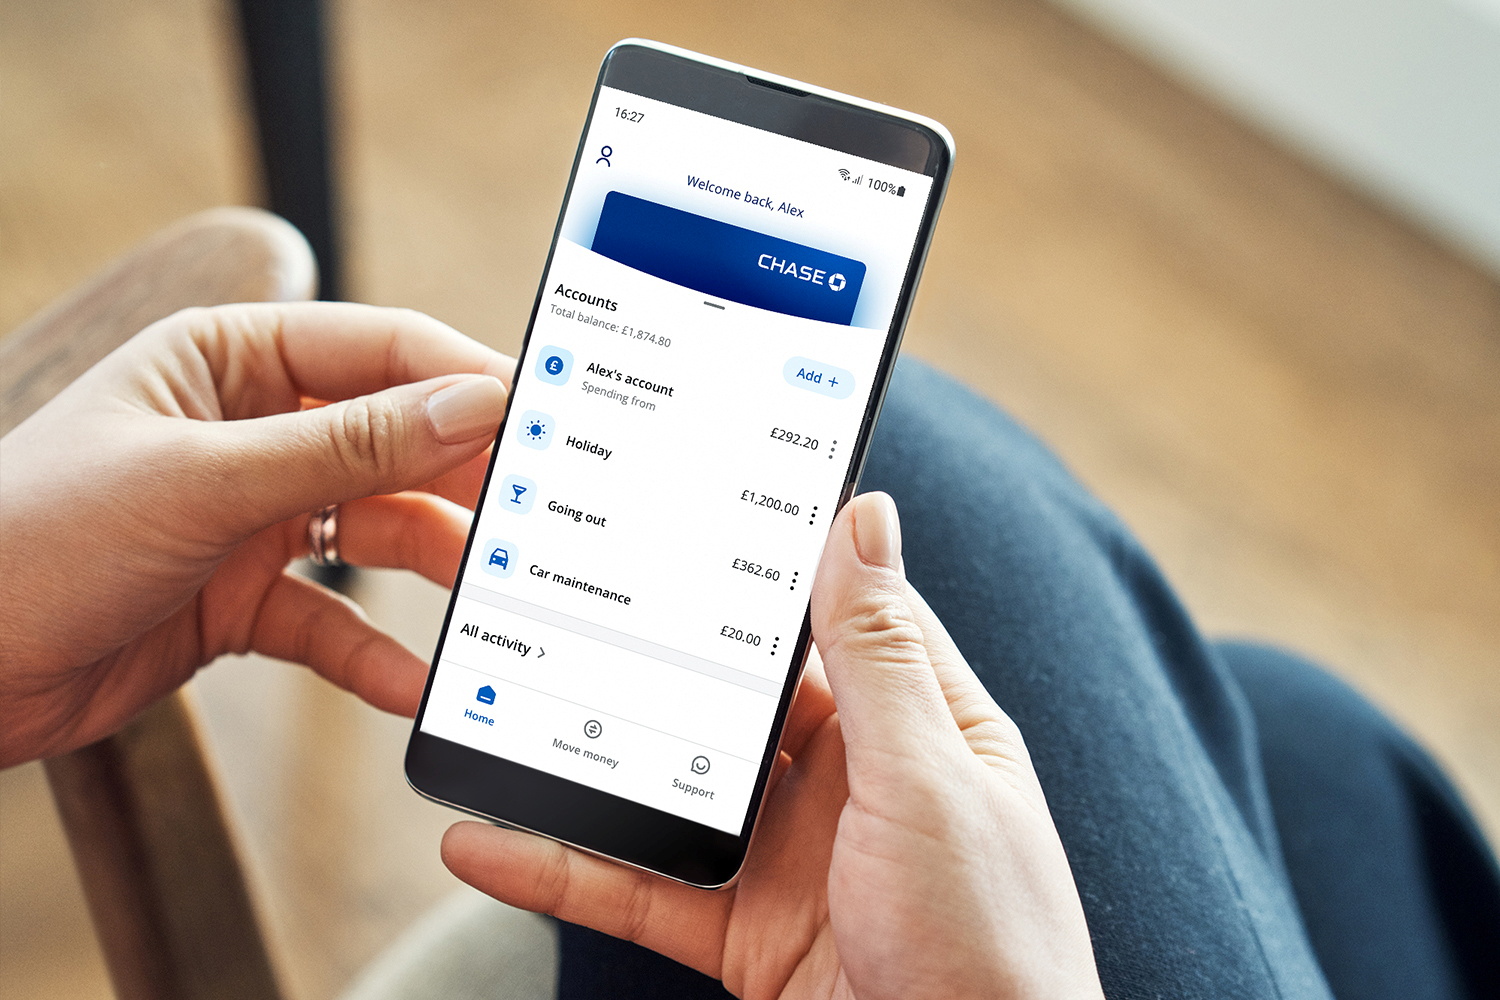 16:27
100%
Welcome back, Alex
CHASE
Accounts
Total balance: £1,874.80
Add +
£
Alex's account
Spending from
£292.20
Holiday
£1,200.00
Going out
£362.60
Car maintenance
£20.00
All activity >
Home
Move money
Support